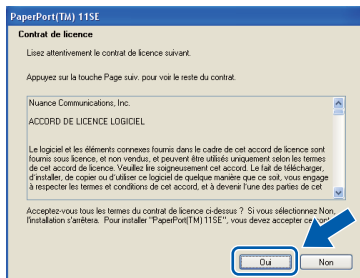 PaperPort(TM) 11SE
Contrat de licence
Lisez attentivement le contrat de licence suivant.
Appuyez sur la touche Page suiv. pour voir le reste du contrat.
Nuance Communications, Inc.
ACCORD DE LICENCE LOGICIEL
Le logiciel et les éléments connexes fournis dans le cadre de cet accord de licence sont
fournis sous licence, et non vendus, et peuvent être utilisés uniquement selon les termes
de cet accord de licence. Veuillez lire soigneusement cet accord. Le fait de télécharger,
d'installer, de copier ou d'utiliser ce logiciel de quelque manière que ce soit, vous engage
à respecter les termes et conditions de cet accord, et à devenir l'une des parties de cet
Acceptez-vous tous les termes du contrat de licence ci-dessus ? Si vous sélectionnez Non,
l'installation s'arrêtera. Pour installer "PaperPort(TM) 11SE", vous devez accepter ce
Oui
Non